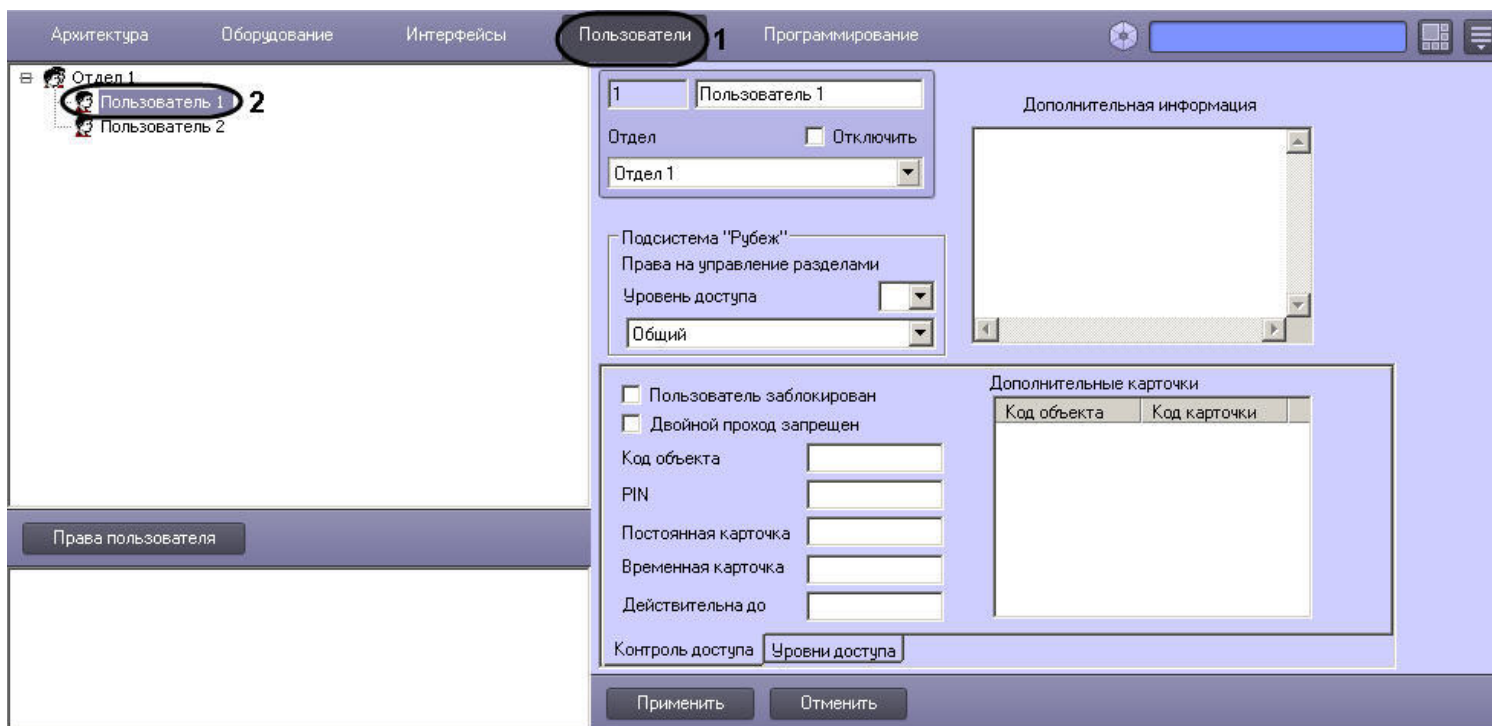 Архитектура Оборудование Интерфейсы Пользователи 1 Программирование
Отдел 1
Пользователь 1 2
Пользователь 2
Права пользователя
1 Пользователь 1
Отдел Отключить
Отдел 1
Дополнительная информация
Подсистема "Рубеж"
Права на управление разделами
Уровень доступа
Общий
Пользователь заблокирован
Двойной проход запрещен
Код объекта
PIN
Постоянная карточка
Временная карточка
Действительна до
Дополнительные карточки
Код объекта Код карточки
Контроль доступа Уровни доступа
Применить Отменить